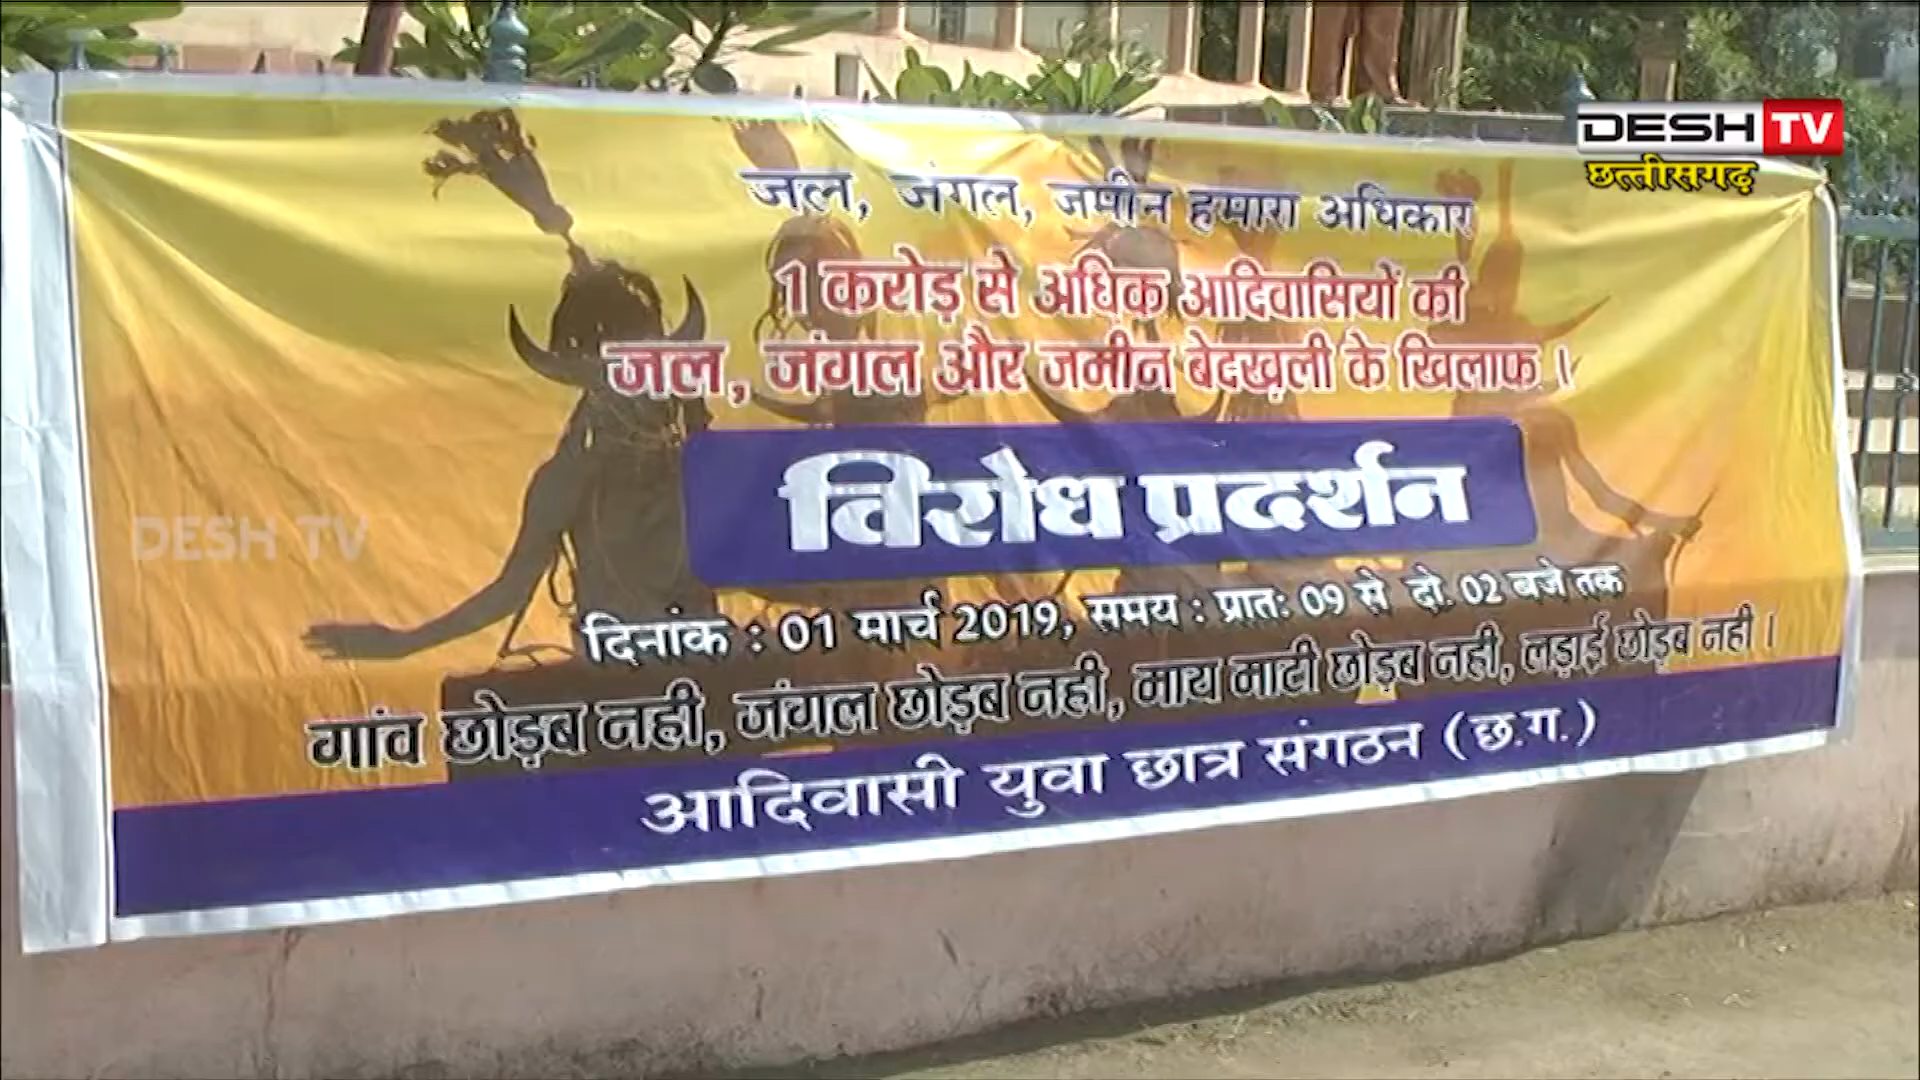 DESH TV
छत्तीसगढ़
जल, जंगल, जमीन हमारा अधिकार
1 करोड़ से अधिक आदिवासियों की
जल, जंगल और जमीन बेदखली के खिलाफ ।
विरोध प्रदर्शन
DESH TV
दिनांक : 01 मार्च 2019, समय : प्रातः 09 से दो. 02 बजे तक
गांव छोड़ब नही, जंगल छोड़ब नही, माय माटी छोड़ब नही, लड़ाई छोड़ब नही ।
आदिवासी युवा छात्र संगठन (छ.ग.)